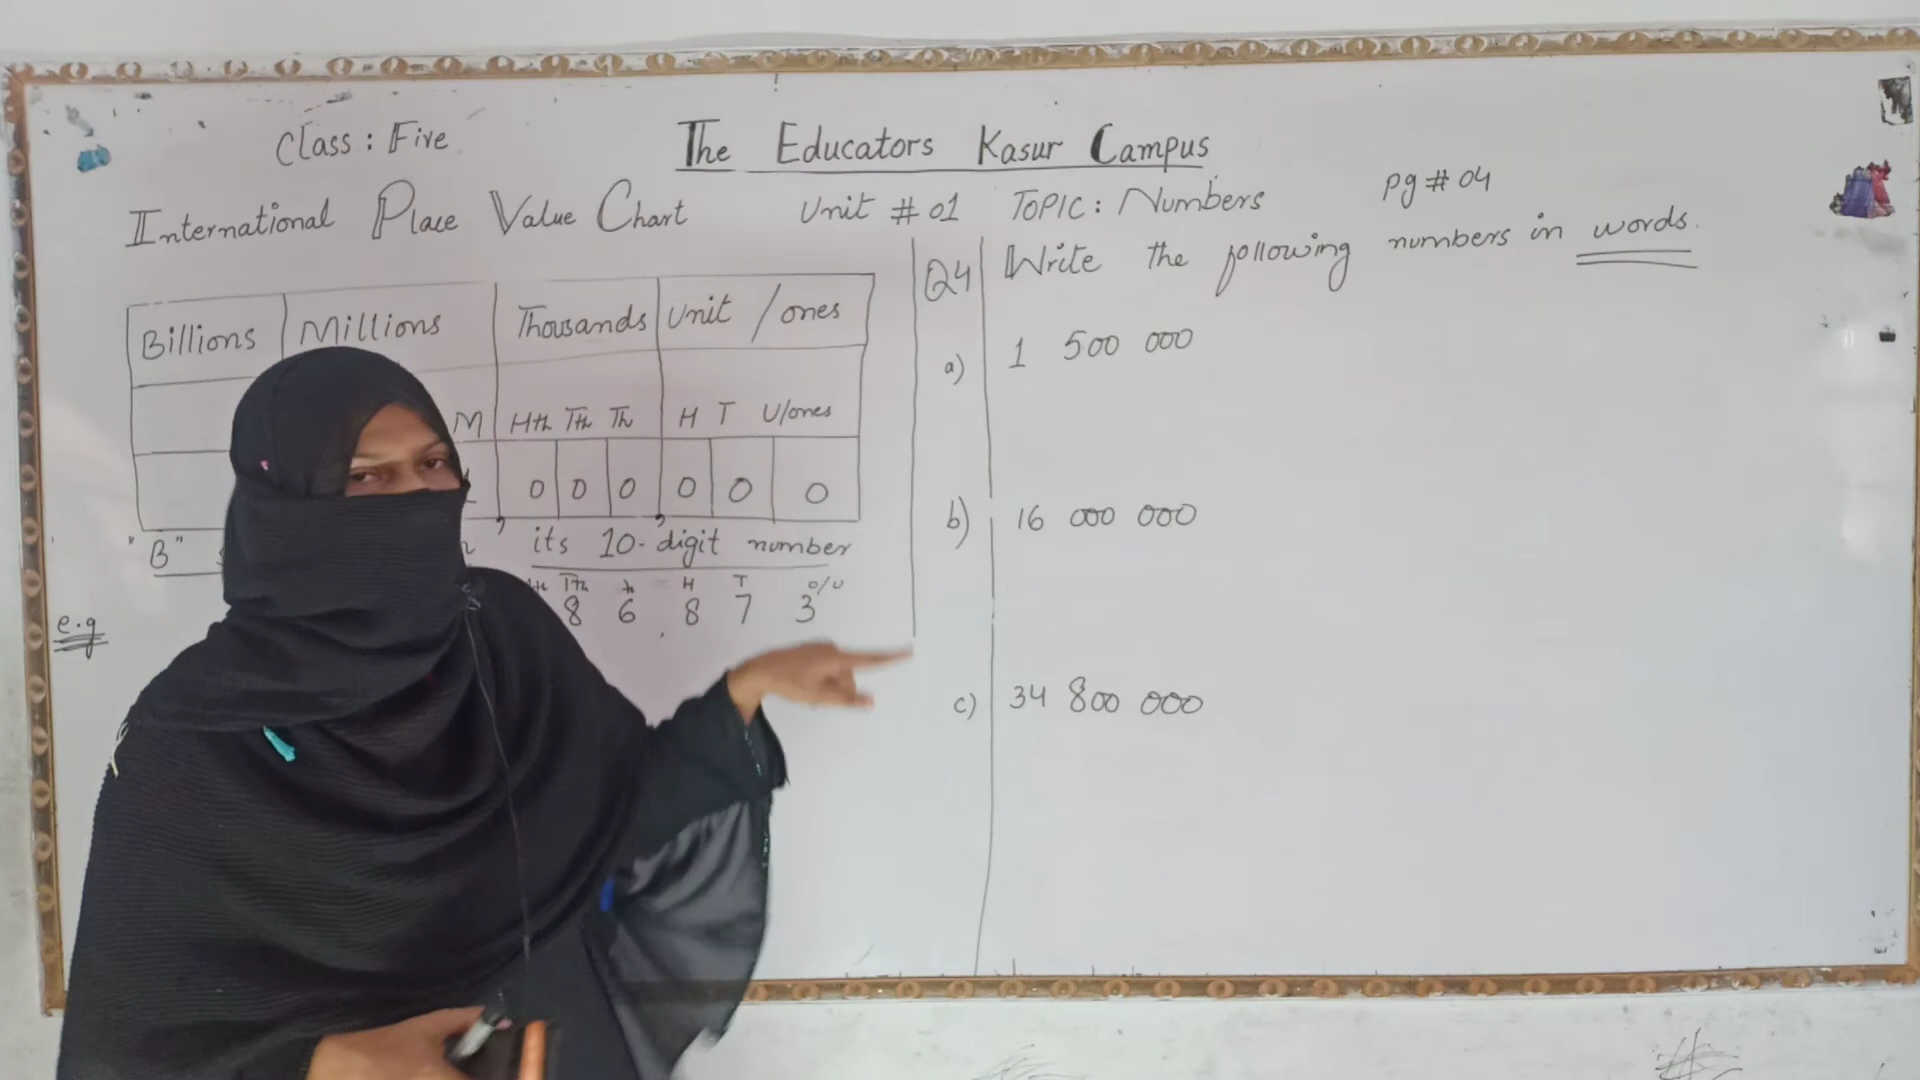 Class : Five
The Educators Kasur Campus
International Place Value Chart
Unit # 01 TOPIC : Numbers pg # 04
Billions Millions Thousands Unit / ones
M Hth Tth Th H T U/ones
0 0 0 0 0 0
"B" its 10-digit number
Tth th H T o/U
e.g 8 6 , 8 7 3
Q4 Write the following numbers in words.
a) 1 500 000
b) 16 000 000
c) 34 800 000